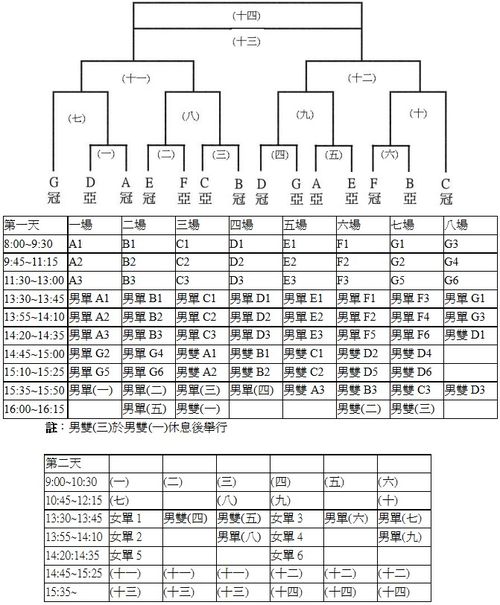 (十四)
(十三)
(十一) (十二)
(七) (八) (九) (十)
(一) (二) (三) (四) (五) (六)
G D A E F C B D G A E F B C
冠 亞 冠 冠 亞 亞 冠 冠 亞 亞 亞 冠 亞 冠
第一天 一場 二場 三場 四場 五場 六場 七場 八場
8:00~9:30 A1 B1 C1 D1 E1 F1 G1 G3
9:45~11:15 A2 B2 C2 D2 E2 F2 G2 G4
11:30~13:00 A3 B3 C3 D3 E3 F3 G5 G6
13:30~13:45 男單 A1 男單 B1 男單 C1 男單 D1 男單 E1 男單 F1 男單 F3 男單 G1
13:55~14:10 男單 A2 男單 B2 男單 C2 男單 D2 男單 E2 男單 F2 男單 F4 男單 G3
14:20~14:35 男單 A3 男單 B3 男單 C3 男單 D3 男單 E3 男單 F5 男單 F6 男雙 D1
14:45~15:00 男單 G2 男單 G4 男雙 A1 男雙 B1 男雙 C1 男雙 D2 男雙 D4
15:10~15:25 男單 G5 男單 G6 男雙 A2 男雙 B2 男雙 C2 男雙 D5 男雙 D6
15:35~15:50 男單(一) 男單(二) 男單(三) 男單(四) 男雙 A3 男雙 B3 男雙 C3 男雙 D3
16:00~16:15 男單(五) 男雙(一) 男雙(二) 男雙(三)
註：男雙(三)於男雙(一)休息後舉行
第二天
9:00~10:30 (一) (二) (三) (四) (五) (六)
10:45~12:15 (七) (八) (九) (十)
13:30~13:45 女單 1 男雙(四) 男雙(五) 女單 3 男單(六) 男單(七)
13:55~14:10 女單 2 男單(八) 女單 4 男單(九)
14:20:14:35 女單 5 女單 6
14:45~15:25 (十一) (十一) (十一) (十二) (十二) (十二)
15:35~ (十三) (十三) (十三) (十四) (十四) (十四)